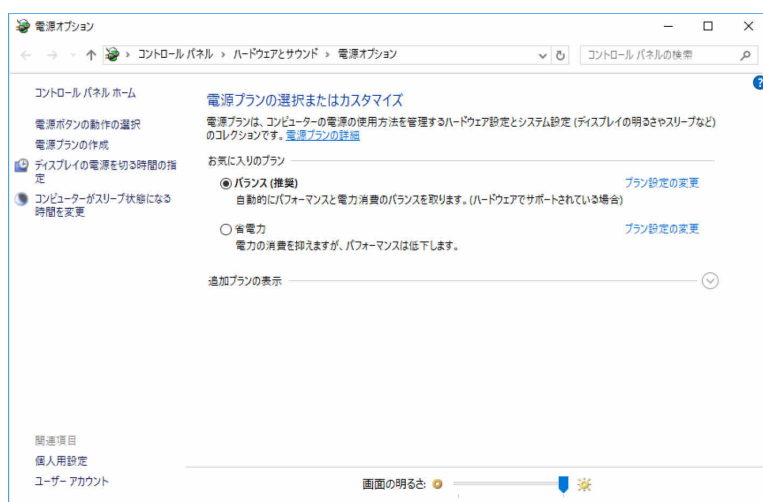 電源オプション
コントロール パネル › ハードウェアとサウンド › 電源オプション
コントロール パネルの検索
コントロール パネル ホーム
電源ボタンの動作の選択
電源プランの作成
ディスプレイの電源を切る時間の指
定
コンピューターがスリープ状態になる
時間を変更
電源プランの選択またはカスタマイズ
電源プランは、コンピューターの電源の使用方法を管理するハードウェア設定とシステム設定 (ディスプレイの明るさやスリープなど)
のコレクションです。電源プランの詳細
お気に入りのプラン
バランス (推奨)
プラン設定の変更
自動的にパフォーマンスと電力消費のバランスを取ります。(ハードウェアでサポートされている場合)
省電力
プラン設定の変更
電力の消費を抑えますが、パフォーマンスは低下します。
追加プランの表示
関連項目
個人用設定
ユーザー アカウント
画面の明るさ: